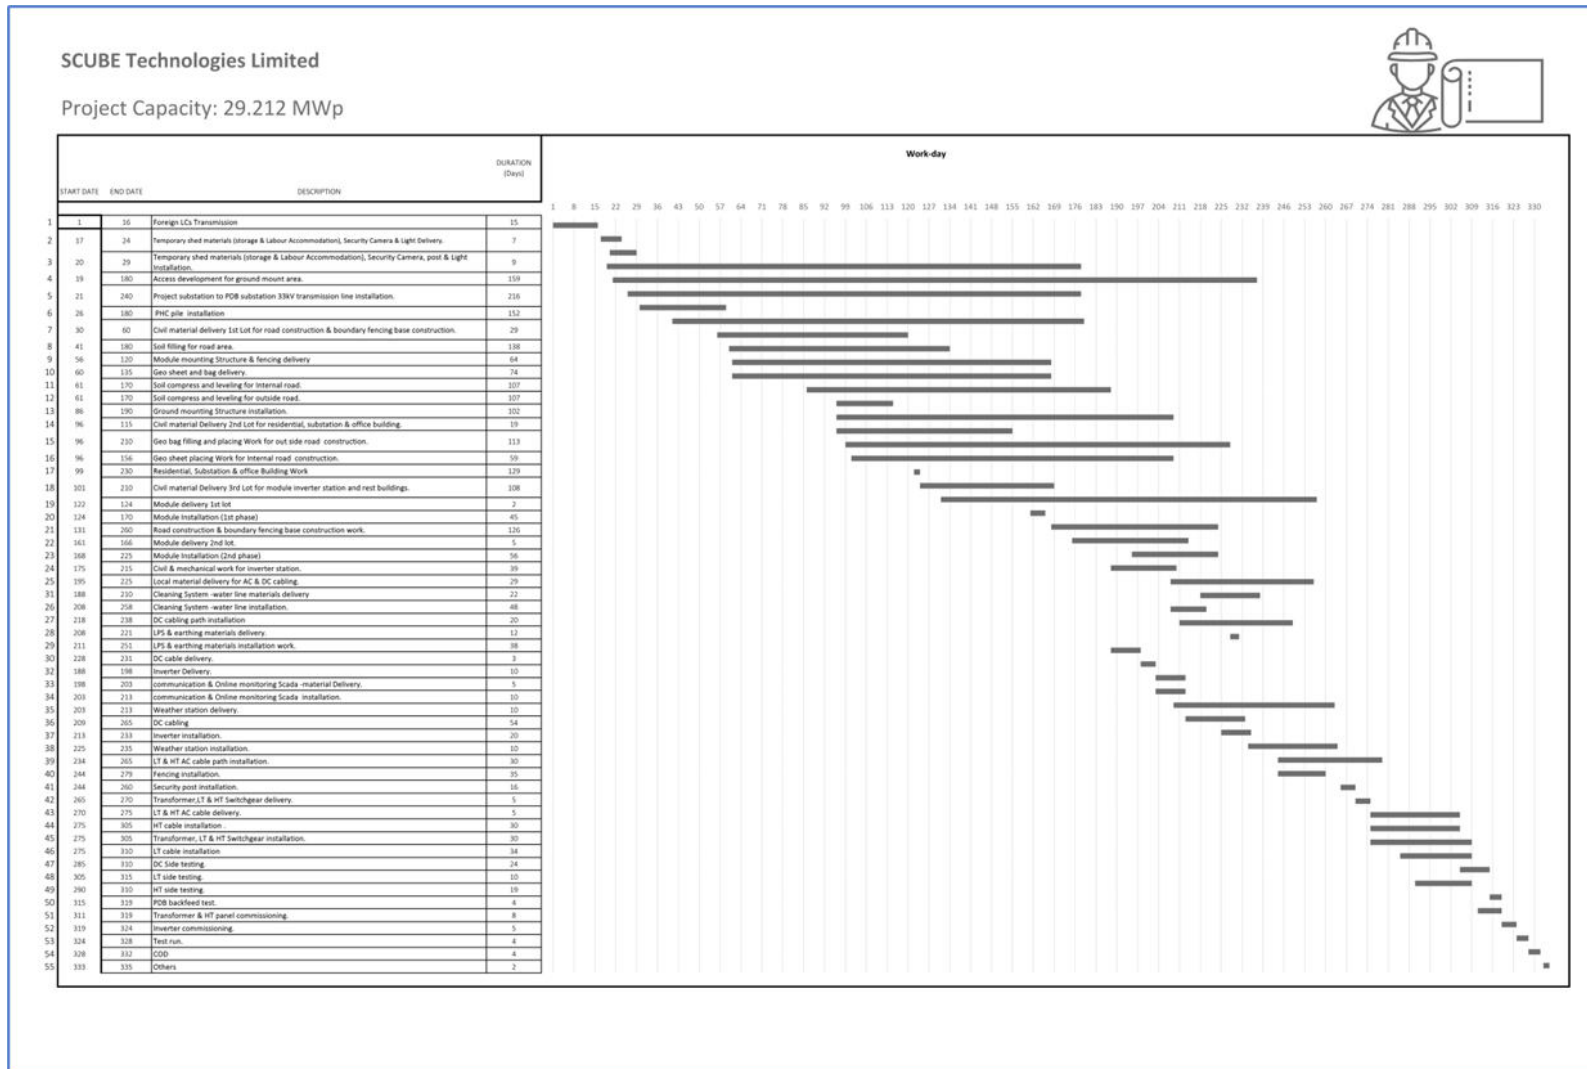 SCUBE Technologies Limited
Project Capacity: 29.212 MWp
START DATE END DATE DESCRIPTION DURATION (Days) Work-day
1 8 15 22 29 36 43 50 57 64 71 78 85 92 99 106 113 120 127 134 141 148 155 162 169 176 183 190 197 204 211 218 225 232 239 246 253 260 267 274 281 288 295 302 309 316 323 330
1 1 16 Foreign LCs Transmission 15
2 17 24 Temporary shed materials (storage & Labour Accommodation), Security Camera & Light Delivery. 7
3 20 29 Temporary shed materials (storage & Labour Accommodation), Security Camera, post & Light Installation. 9
4 19 180 Access development for ground mount area. 159
5 21 240 Project substation to PDB substation 33kV transmission line installation. 216
6 26 180 PHC pile installation 152
7 30 60 Civil material delivery 1st Lot for road construction & boundary fencing base construction. 29
8 41 180 Soil filling for road area. 138
9 56 120 Module mounting Structure & fencing delivery 64
10 60 135 Geo sheet and bag delivery. 74
11 61 170 Soil compress and leveling for Internal road. 107
12 61 170 Soil compress and leveling for outside road. 107
13 86 190 Ground mounting Structure installation. 102
14 96 115 Civil material Delivery 2nd Lot for residential, substation & office building. 19
15 96 210 Geo bag filling and placing Work for out side road construction. 113
16 96 156 Geo sheet placing Work for Internal road construction. 59
17 99 230 Residential, Substation & office Building Work 129
18 101 210 Civil material Delivery 3rd Lot for module inverter station and rest buildings. 108
19 122 124 Module delivery 1st lot 2
20 124 170 Module Installation (1st phase) 45
21 131 260 Road construction & boundary fencing base construction work. 126
22 161 166 Module delivery 2nd lot. 5
23 168 225 Module Installation (2nd phase) 56
24 175 215 Civil & mechanical work for inverter station. 39
25 195 225 Local material delivery for AC & DC cabling. 29
31 188 210 Cleaning System -water line materials delivery 22
26 208 258 Cleaning System -water line installation. 48
27 218 238 DC cabling path installation 20
28 208 221 LPS & earthing materials delivery. 12
29 211 251 LPS & earthing materials installation work. 38
30 228 231 DC cable delivery. 3
32 188 198 Inverter Delivery. 10
33 198 203 communication & Online monitoring Scada -material Delivery. 5
34 203 213 communication & Online monitoring Scada installation. 10
35 203 213 Weather station delivery. 10
36 209 265 DC cabling 54
37 213 233 Inverter installation. 20
38 225 235 Weather station installation. 10
39 234 265 LT & HT AC cable path installation. 30
40 244 279 Fencing installation. 35
41 244 260 Security post installation. 16
42 265 270 Transformer,LT & HT Switchgear delivery. 5
43 270 275 LT & HT AC cable delivery. 5
44 275 305 HT cable installation . 30
45 275 305 Transformer, LT & HT Switchgear installation. 30
46 275 310 LT cable installation 34
47 285 310 DC Side testing. 24
48 305 315 LT side testing. 10
49 290 310 HT side testing. 19
50 315 319 PDB backfeed test. 4
51 311 319 Transformer & HT panel commissioning. 8
52 319 324 Inverter commissioning. 5
53 324 328 Test run. 4
54 328 332 COD 4
55 333 335 Others 2